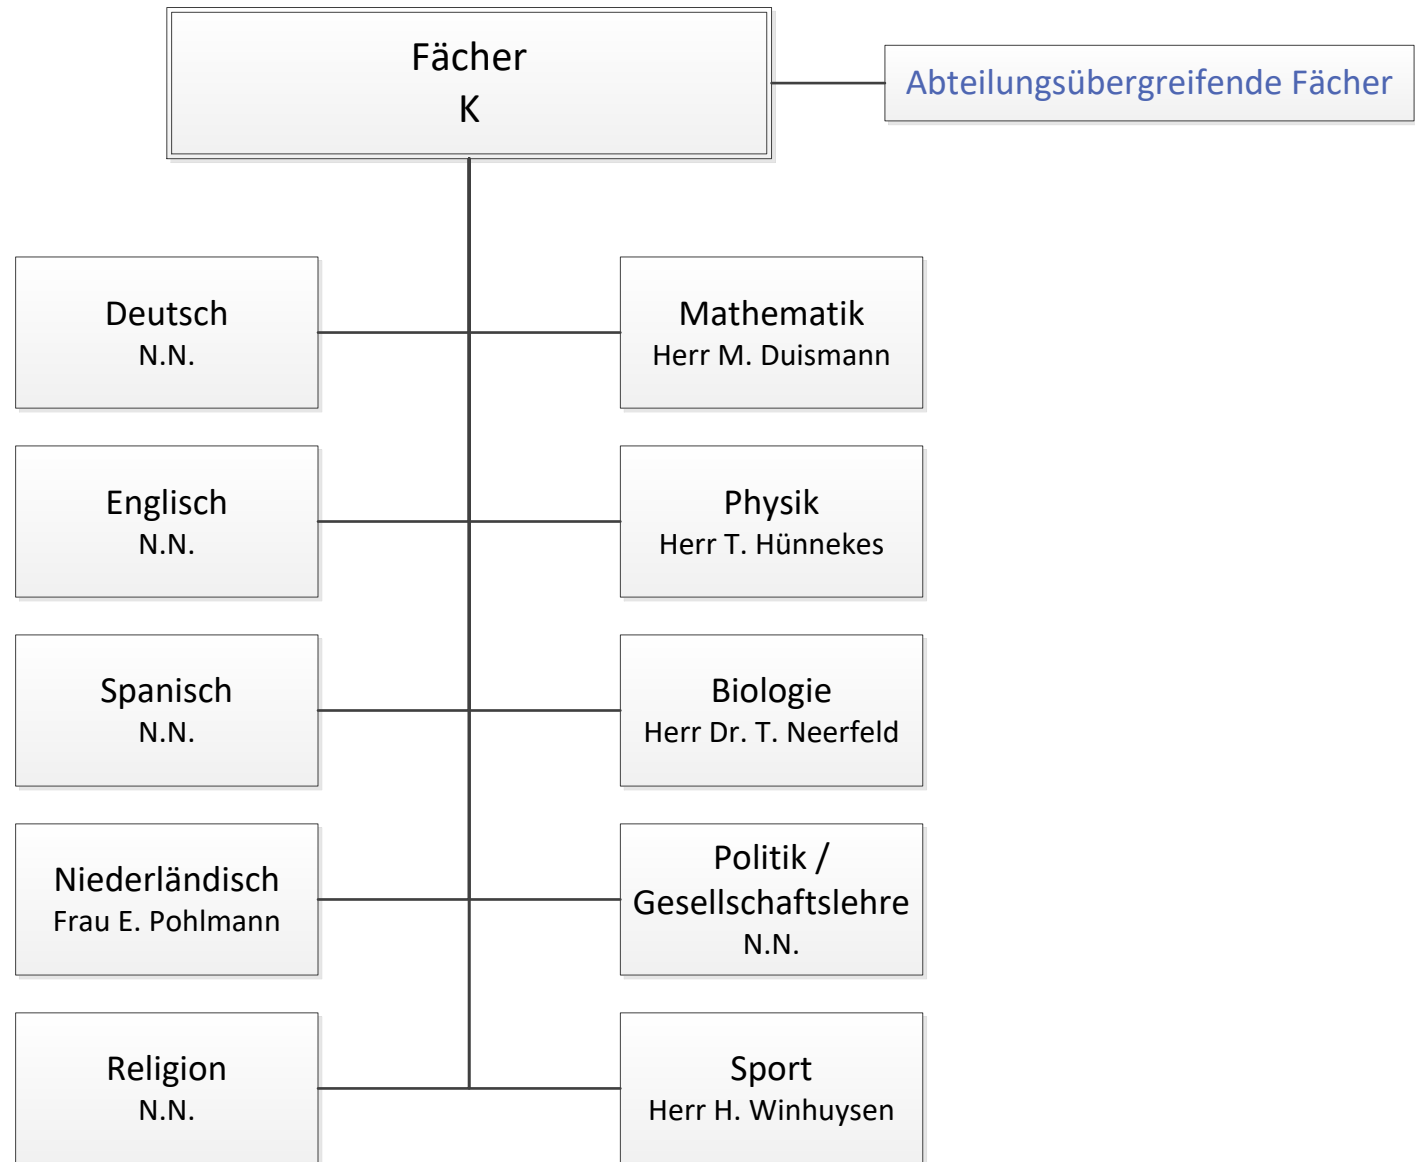 Fächer
K
Abteilungsübergreifende Fächer
Deutsch
N.N.
Mathematik
Herr M. Duismann
Englisch
N.N.
Physik
Herr T. Hünnekes
Spanisch
N.N.
Biologie
Herr Dr. T. Neerfeld
Niederländisch
Frau E. Pohlmann
Politik /
Gesellschaftslehre
N.N.
Religion
N.N.
Sport
Herr H. Winhuysen